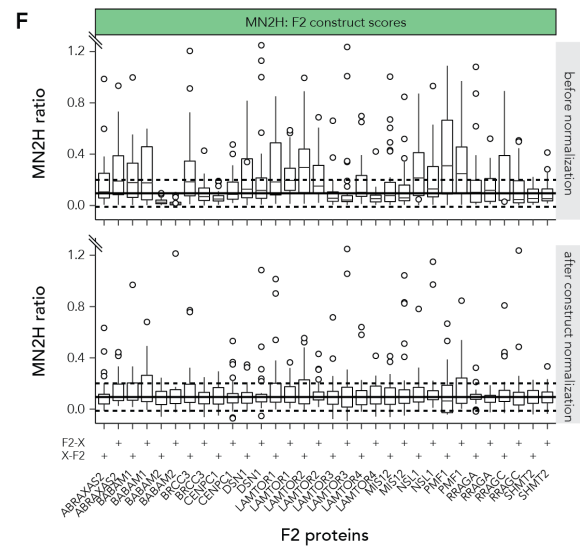 F
MN2H: F2 construct scores
1.2
0.8
0.4
0.0
MN2H ratio
before normalization
1.2
0.8
0.4
0.0
MN2H ratio
after construct normalization
F2-X + + + + + + + + + + + + + + + +
X-F2 + + + + + + + + + + + + + + + +
ABRAXAS2
ABRAXAS2
BABAM1
BABAM1
BABAM2
BABAM2
BRCC3
BRCC3
CENPC1
CENPC1
DSN1
DSN1
LAMTOR1
LAMTOR1
LAMTOR2
LAMTOR2
LAMTOR3
LAMTOR3
LAMTOR4
LAMTOR4
MIS12
MIS12
NSL1
NSL1
PMF1
PMF1
RRAGA
RRAGA
RRAGC
RRAGC
SHMT2
SHMT2
F2 proteins